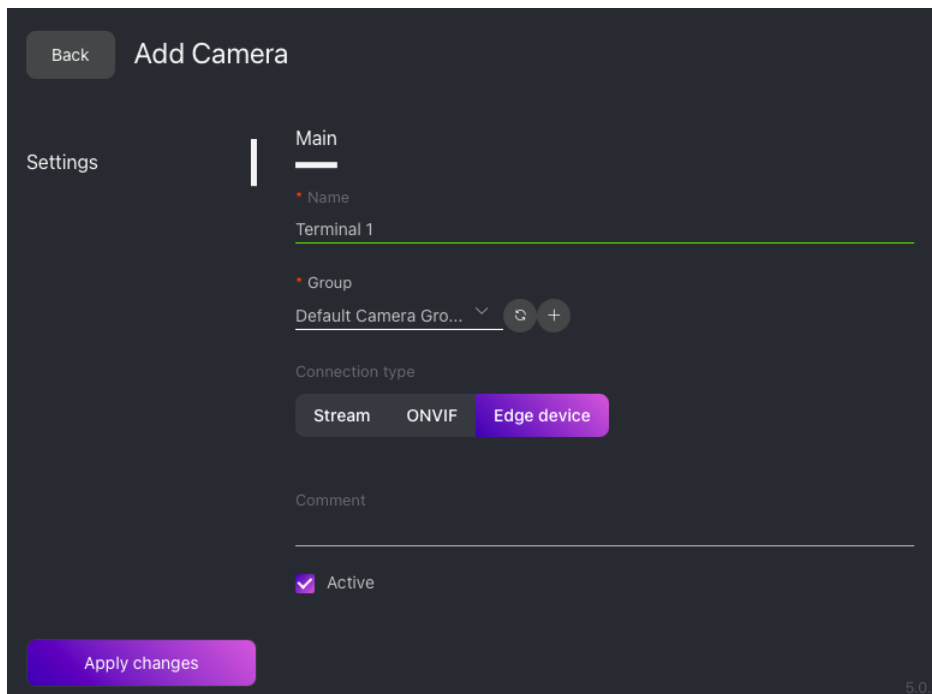 Back
Add Camera
Settings
Main
* Name
Terminal 1
* Group
Default Camera Gro...
Connection type
Stream ONVIF Edge device
Comment
Active
Apply changes
5.0.